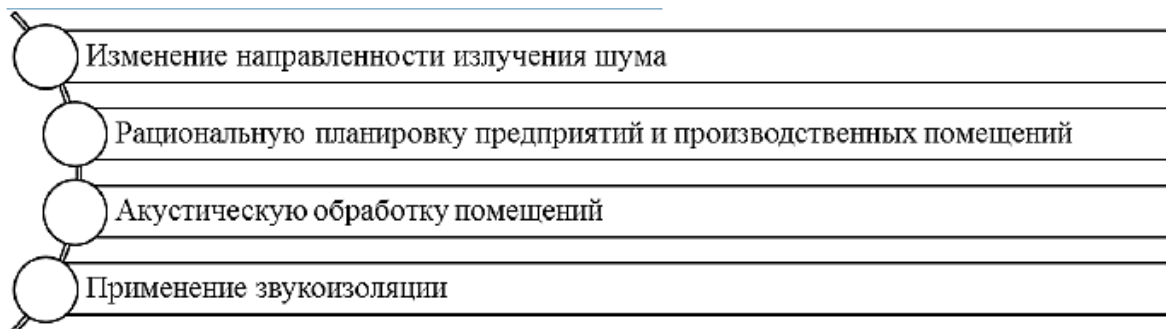 Изменение направленности излучения шума
Рациональную планировку предприятий и производственных помещений
Акустическую обработку помещений
Применение звукоизоляции